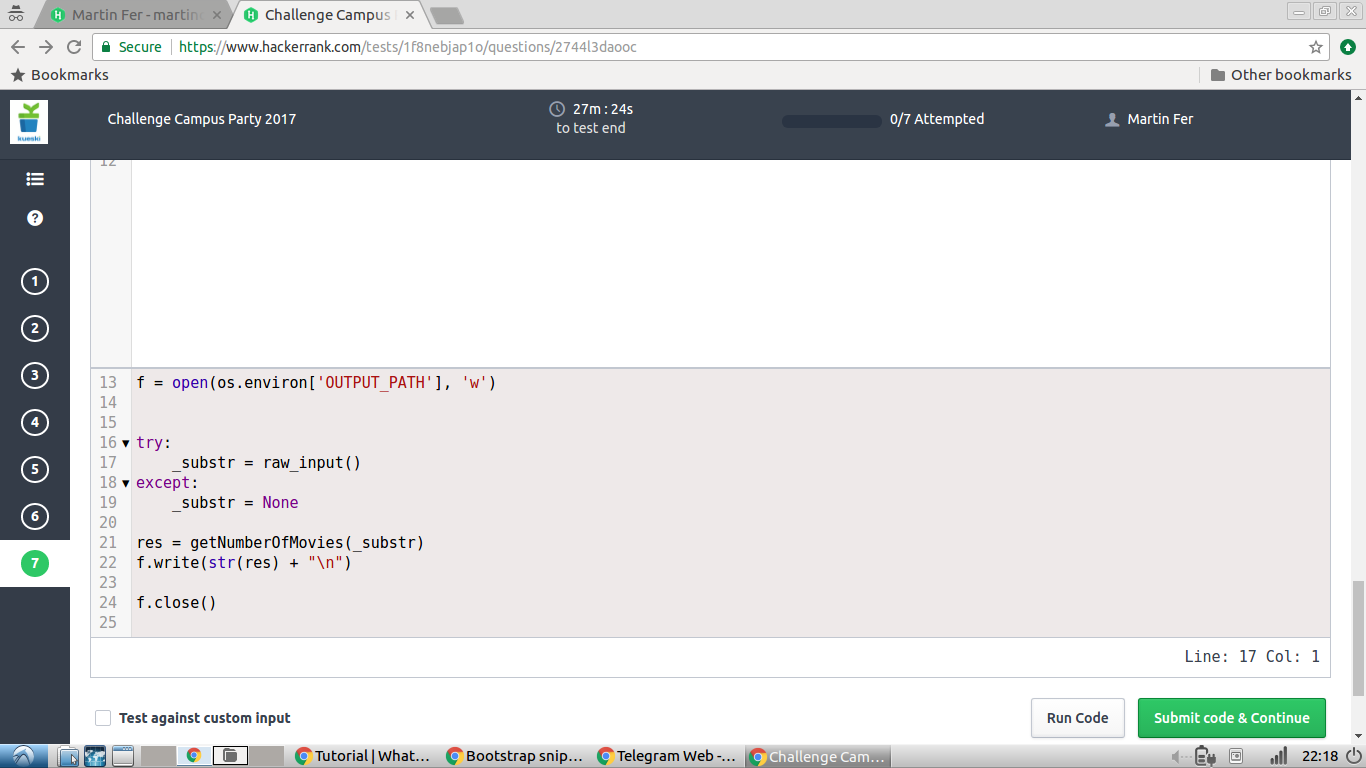 Martin Fer - martin
Challenge Campus
Secure
https://www.hackerrank.com/tests/1f8nebjap1o/questions/2744l3daooc
Bookmarks
Other bookmarks
kueski
Challenge Campus Party 2017
27m : 24s
to test end
0/7 Attempted
Martin Fer
?
1
2
3
4
5
6
7
12
13 f = open(os.environ['OUTPUT_PATH'], 'w')
14
15
16 try:
17 _substr = raw_input()
18 except:
19 _substr = None
20
21 res = getNumberOfMovies(_substr)
22 f.write(str(res) + "\n")
23
24 f.close()
25
Line: 17 Col: 1
Test against custom input
Run Code
Submit code & Continue
Tutorial | What...
Bootstrap snip...
Telegram Web -...
Challenge Cam...
22:18